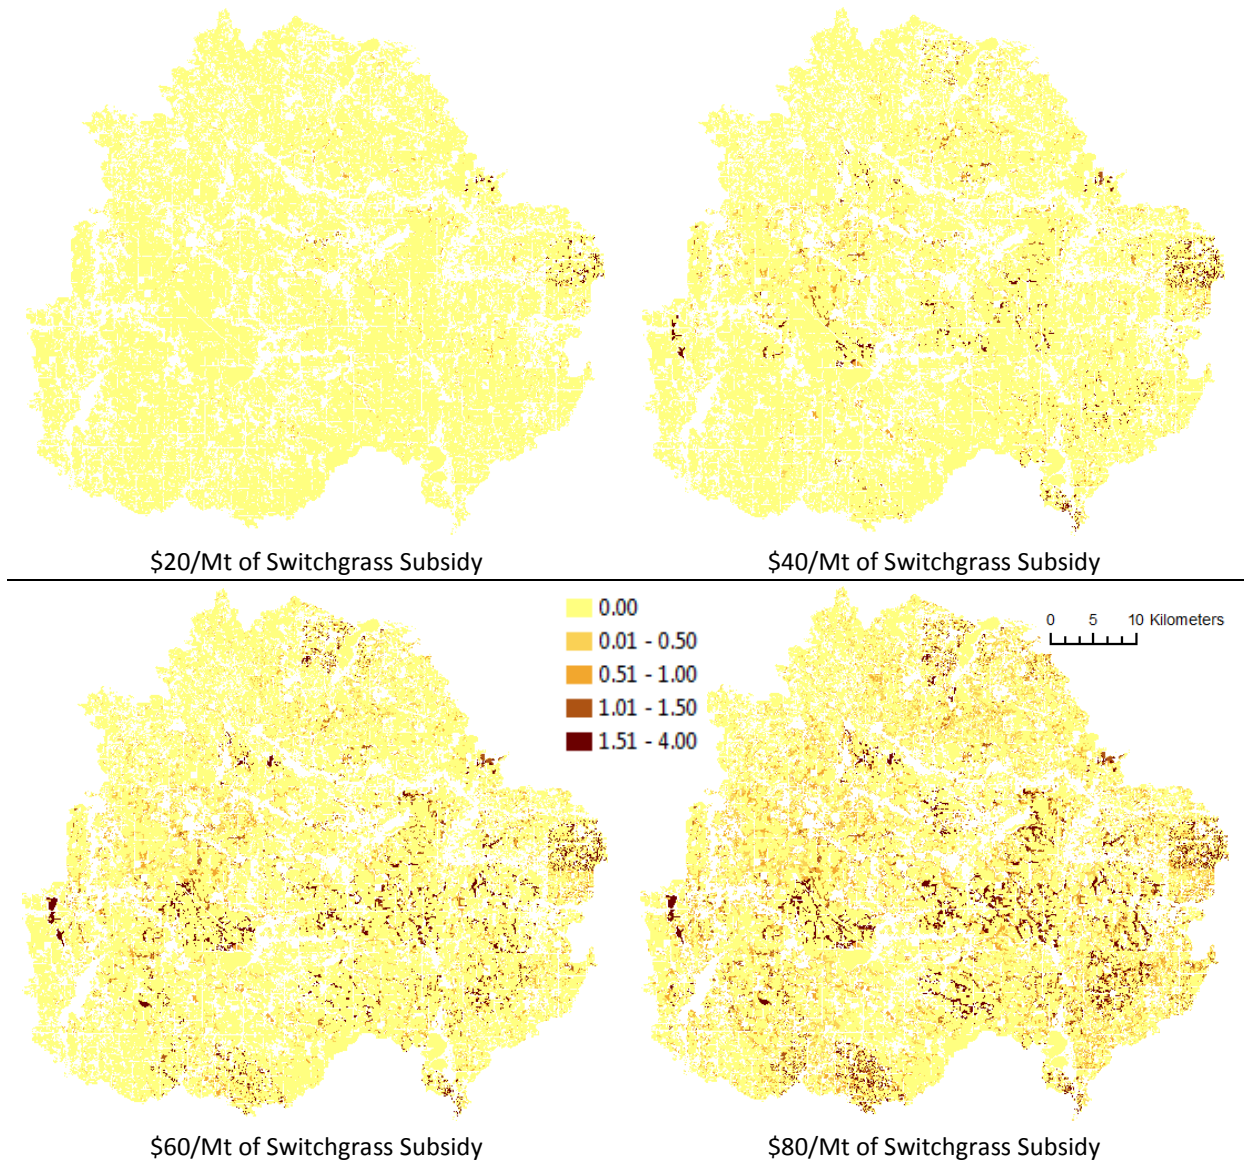 $20/Mt of Switchgrass Subsidy
$40/Mt of Switchgrass Subsidy
0.00
0.01 - 0.50
0.51 - 1.00
1.01 - 1.50
1.51 - 4.00
0 5 10 Kilometers
$60/Mt of Switchgrass Subsidy
$80/Mt of Switchgrass Subsidy